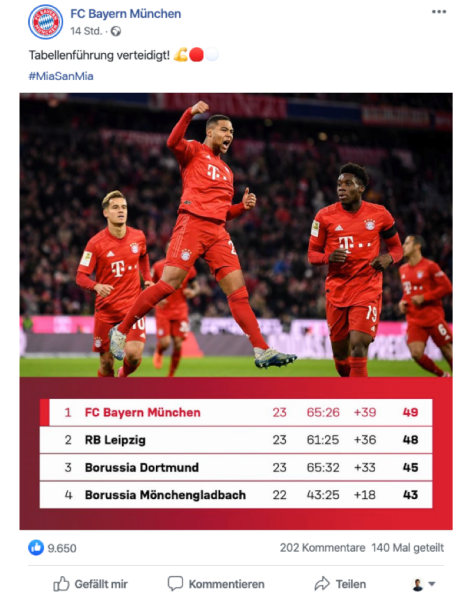 FC Bayern München
14 Std. ·
Tabellenführung verteidigt! 💪🔴⚪
#MiaSanMia
1 FC Bayern München 23 65:26 +39 49
2 RB Leipzig 23 61:25 +36 48
3 Borussia Dortmund 23 65:32 +33 45
4 Borussia Mönchengladbach 22 43:25 +18 43
9.650 202 Kommentare 140 Mal geteilt
Gefällt mir Kommentieren Teilen